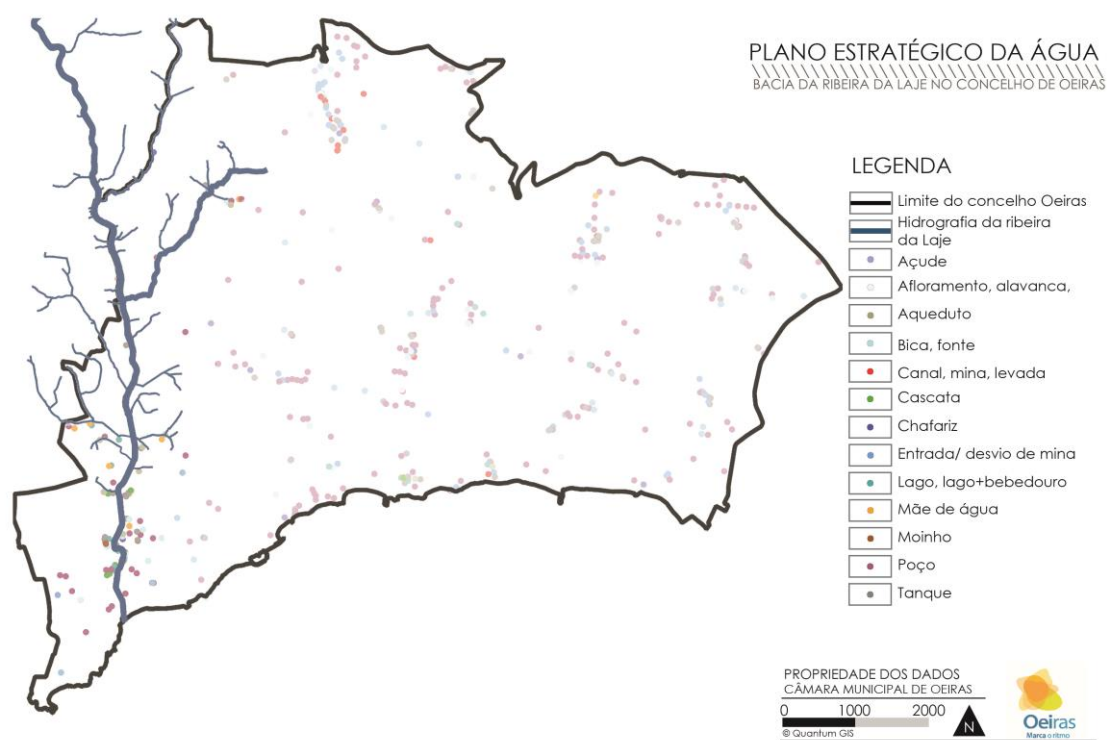 PLANO ESTRATÉGICO DA ÁGUA
BACIA DA RIBEIRA DA LAJE NO CONCELHO DE OEIRAS
LEGENDA
Limite do concelho Oeiras
Hidrografia da ribeira
da Laje
Açude
Afloramento, alavanca,
Aqueduto
Bica, fonte
Canal, mina, levada
Cascata
Chafariz
Entrada/ desvio de mina
Lago, lago+bebedouro
Mãe de água
Moinho
Poço
Tanque
PROPRIEDADE DOS DADOS
CÂMARA MUNICIPAL DE OEIRAS
0 1000 2000
© Quantum GIS
N
Oeiras
Marca o ritmo